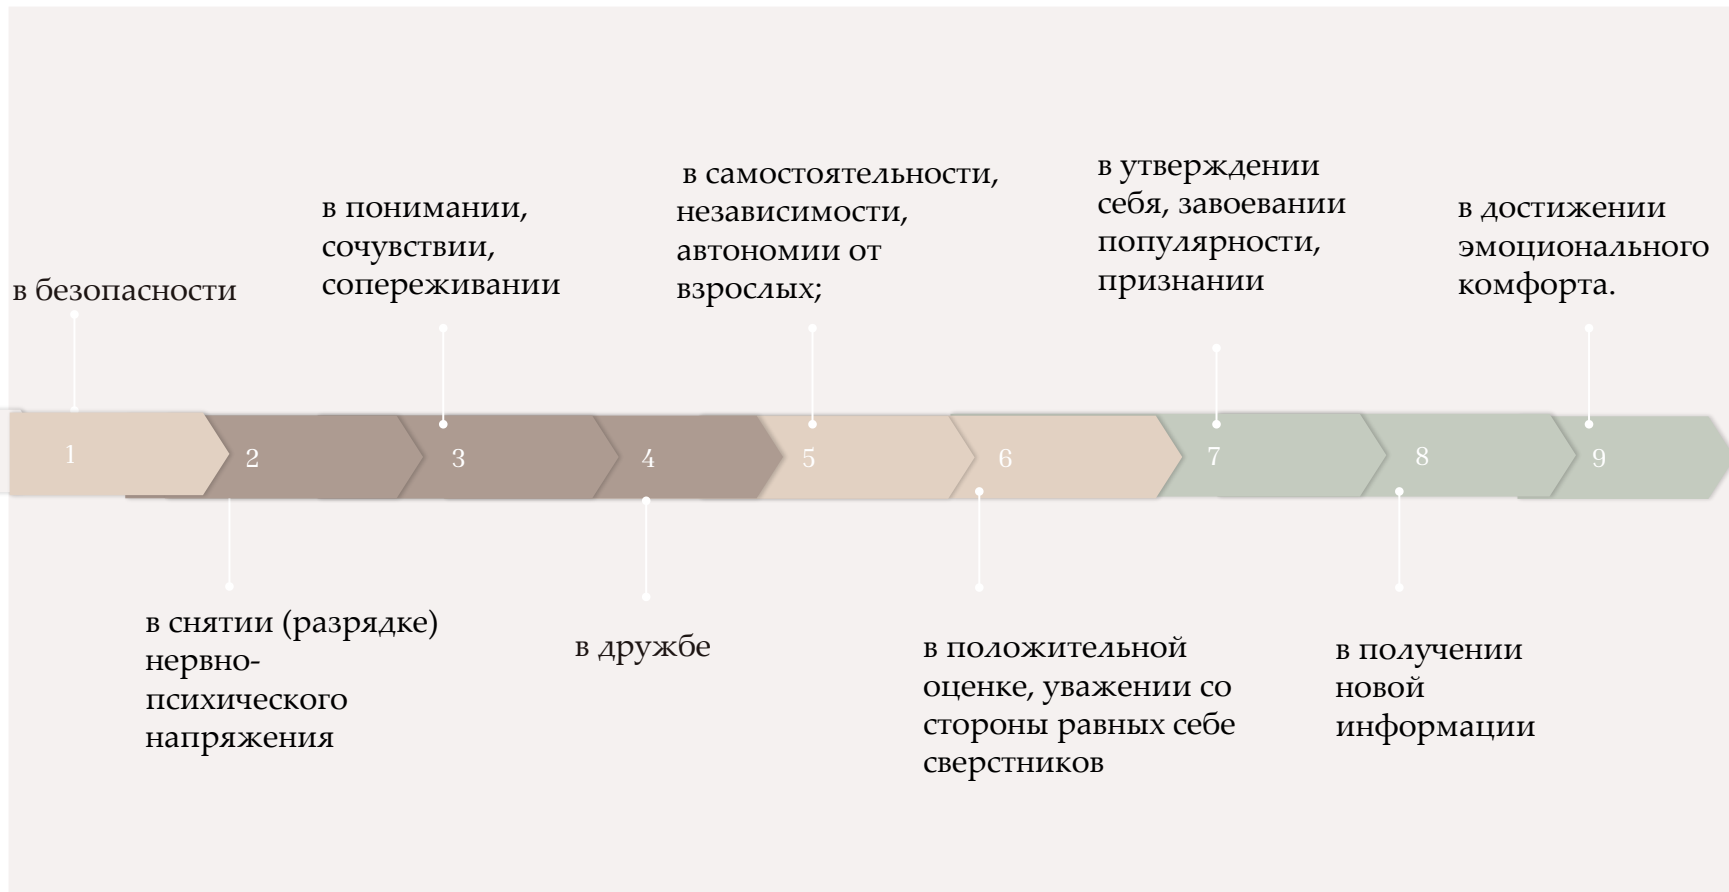 в безопасности
в понимании,
сочувствии,
сопереживании
в самостоятельности,
независимости,
автономии от
взрослых;
в утверждении
себя, завоевании
популярности,
признании
в достижении
эмоционального
комфорта.
1
2
3
4
5
6
7
8
9
в снятии (разрядке)
нервно-
психического
напряжения
в дружбе
в положительной
оценке, уважении со
стороны равных себе
сверстников
в получении
новой
информации